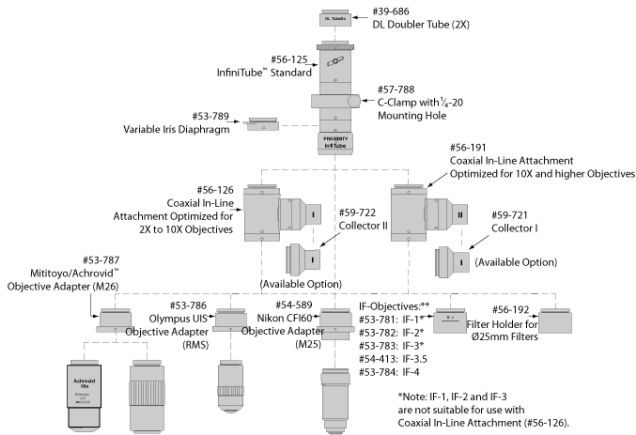 #39-686
DL Doubler Tube (2X)
#56-125
InfiniTube™ Standard
#57-788
C-Clamp with ¼-20
Mounting Hole
#53-789
Variable Iris Diaphragm
PROXIMITY
InfiTube
#56-191
Coaxial In-Line Attachment
Optimized for 10X and higher Objectives
#56-126
Coaxial In-Line
Attachment Optimized for
2X to 10X Objectives
I
II
#59-722
Collector II
#59-721
Collector I
I
I
(Available Option)
(Available Option)
#53-787
Mititoyo/Achrovid™
Objective Adapter (M26)
#53-786
Olympus UIS
Objective Adapter
(RMS)
#54-589
Nikon CFI60
Objective Adapter
(M25)
IF-Objectives:**
#53-781: IF-1*
#53-782: IF-2*
#53-783: IF-3*
#54-413: IF-3.5
#53-784: IF-4
#56-192
Filter Holder for
Ø25mm Filters
*Note: IF-1, IF-2 and IF-3
are not suitable for use with
Coaxial In-Line Attachment (#56-126).